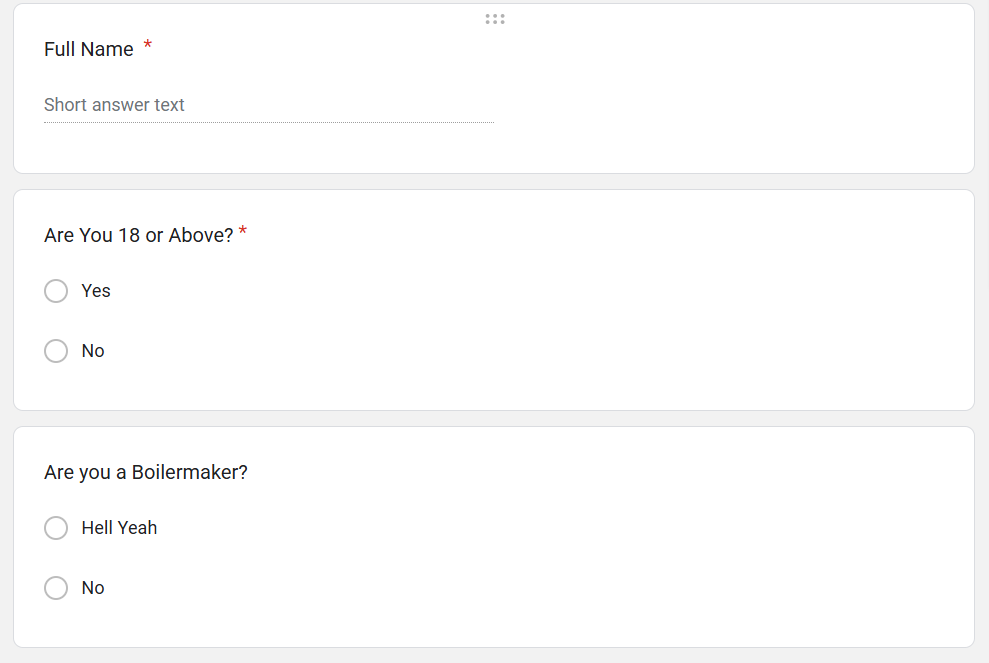 Full Name *
Short answer text
Are You 18 or Above? *
Yes
No
Are you a Boilermaker?
Hell Yeah
No